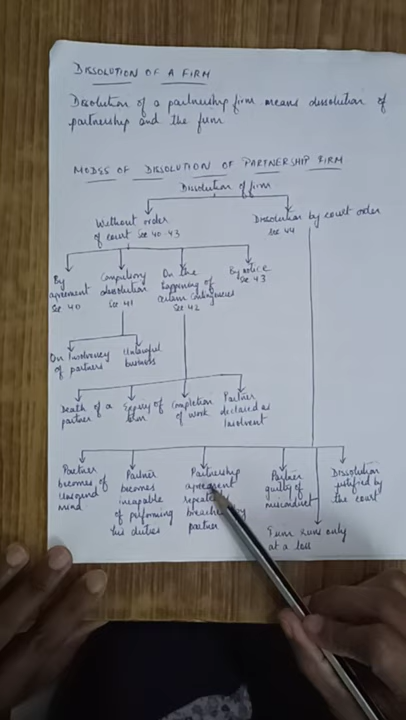 DISSOLUTION OF A FIRM
Dissolution of a partnership firm means dissolution of
partnership and the firm
MODES OF DISSOLUTION OF PARTNERSHIP FIRM
Dissolution of firm
Without order
of court Sec 40-43
Dissolution by court order
Sec 44
By
agreement
Sec 40
Compulsory
dissolution
Sec 41
On the
happening of
certain contingencies
Sec 42
By notice
Sec 43
On Insolvency
of partners
Unlawful
business
Death of a
partner
Expiry of
term
Completion
of work
Partner
declared as
Insolvent
Partner
becomes of
Unsound
mind
Partner
becomes
incapable
of performing
his duties
Partnership
agreement
partner
Partner
guilty of
misconduct
Firm runs only
at a loss
Dissolution
justified by
the court